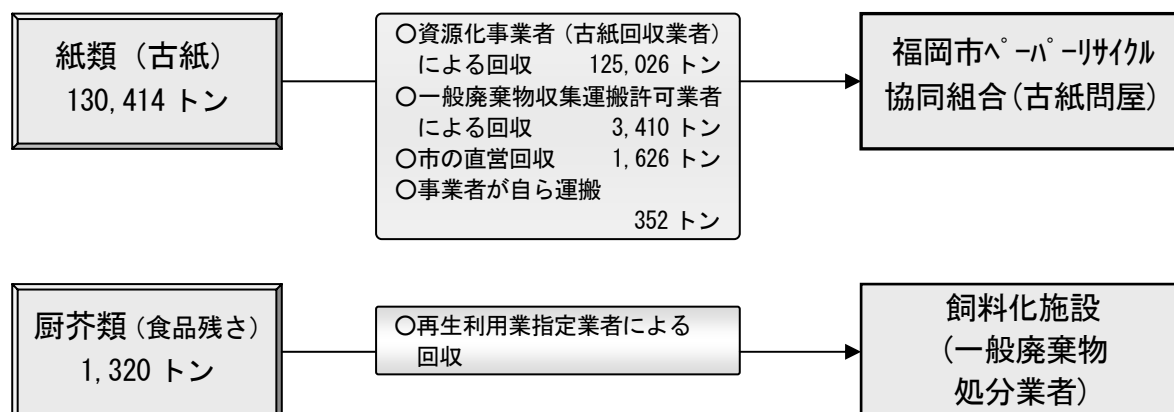 紙類（古紙）
130,414 トン
○資源化事業者（古紙回収業者）
による回収 125,026 トン
○一般廃棄物収集運搬許可業者
による回収 3,410 トン
○市の直営回収 1,626 トン
○事業者が自ら運搬
352 トン
福岡市ﾍﾟｰﾊﾟｰﾘｻｲｸﾙ
協同組合（古紙問屋）
厨芥類（食品残さ）
1,320 トン
○再生利用業指定業者による
回収
飼料化施設
（一般廃棄物
処分業者）